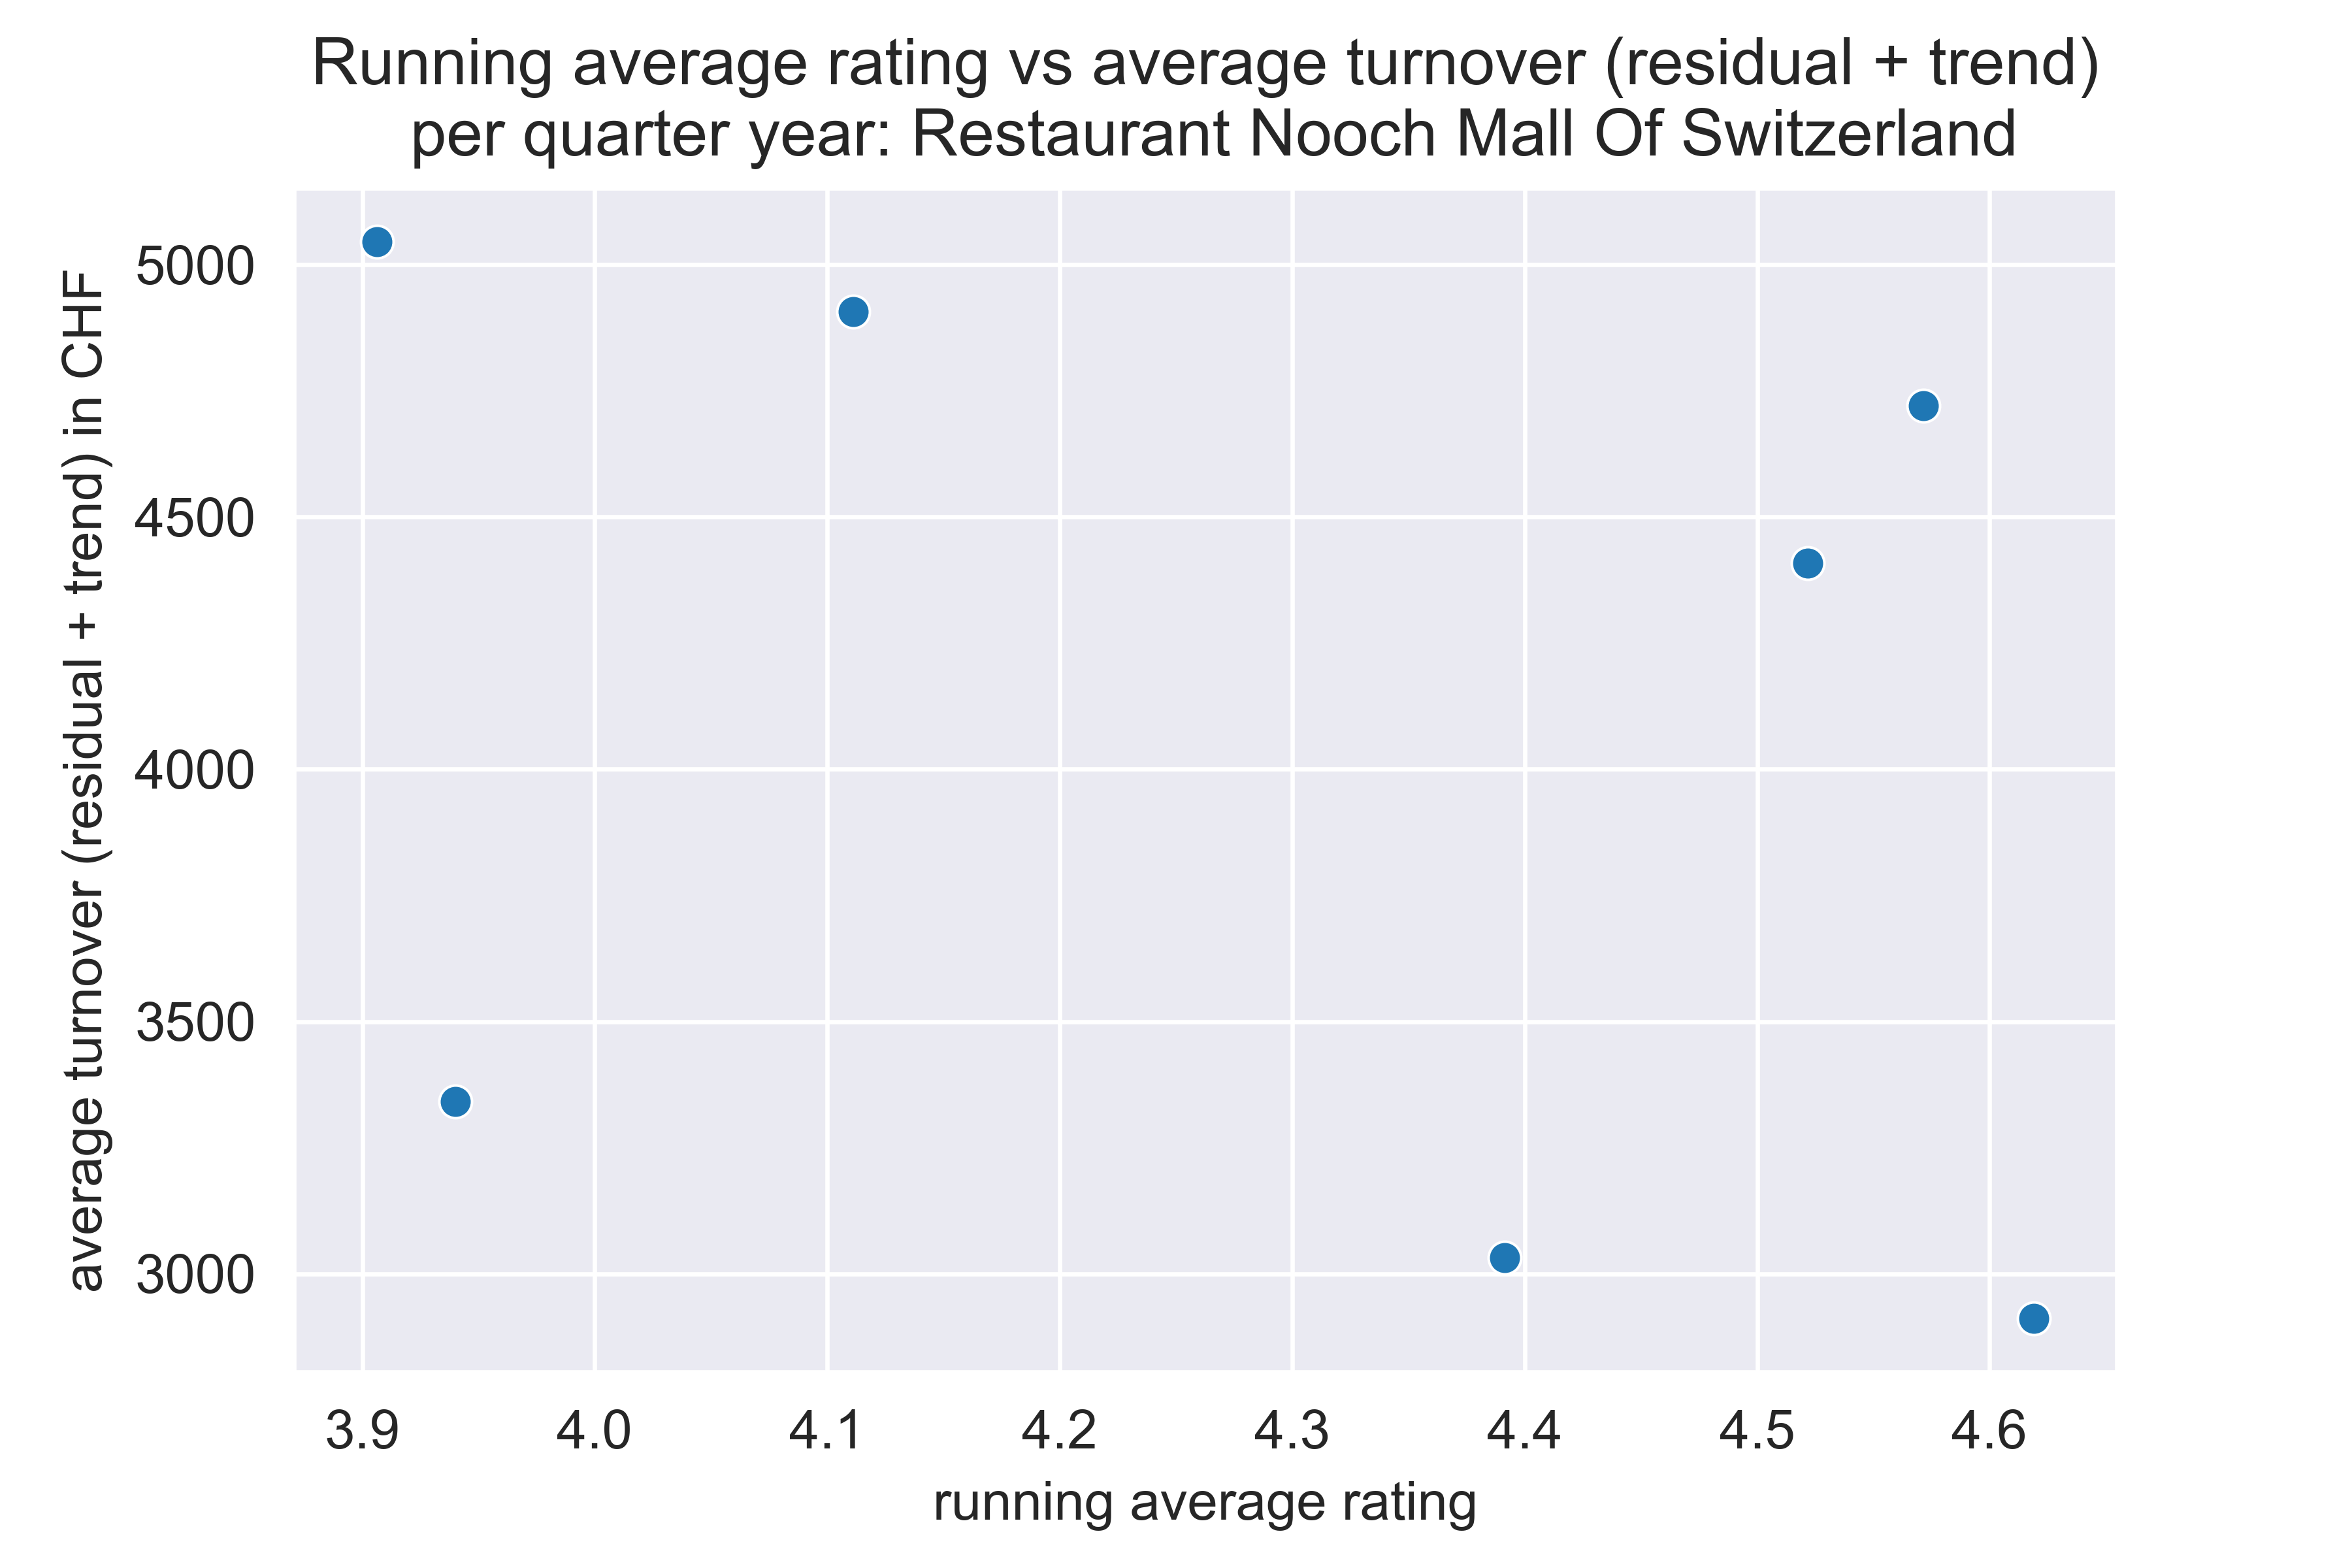 Running average rating vs average turnover (residual + trend)
per quarter year: Restaurant Nooch Mall Of Switzerland
average turnover (residual + trend) in CHF
5000
4500
4000
3500
3000
3.9 4.0 4.1 4.2 4.3 4.4 4.5 4.6
running average rating